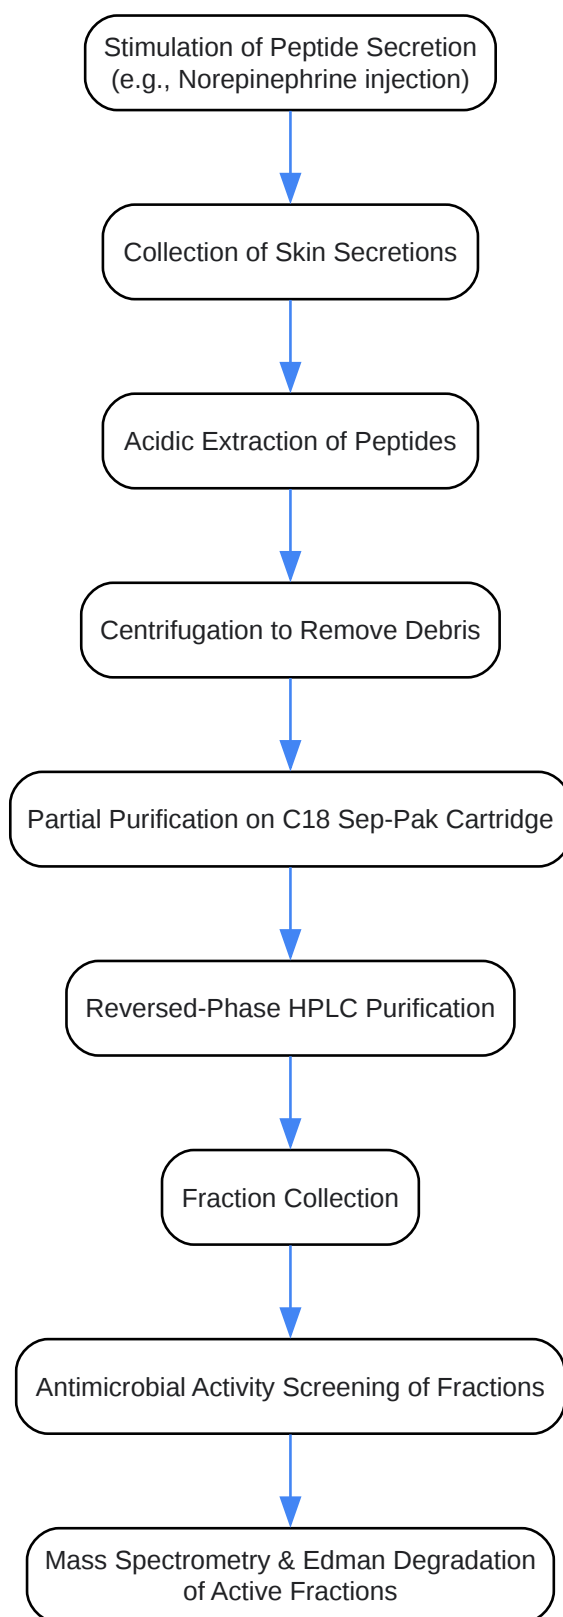 Stimulation of Peptide Secretion
(e.g., Norepinephrine injection)
Collection of Skin Secretions
Acidic Extraction of Peptides
Centrifugation to Remove Debris
Partial Purification on C18 Sep-Pak Cartridge
Reversed-Phase HPLC Purification
Fraction Collection
Antimicrobial Activity Screening of Fractions
Mass Spectrometry & Edman Degradation
of Active Fractions